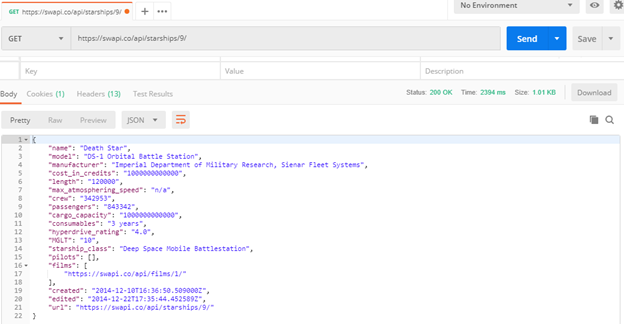 GET https://swapi.co/api/starships/9/
No Environment
GET https://swapi.co/api/starships/9/ Send Save
Key Value Description
Body Cookies (1) Headers (13) Test Results Status: 200 OK Time: 2394 ms Size: 1.01 KB Download
Pretty Raw Preview JSON
1 {
2 "name": "Death Star",
3 "model": "DS-1 Orbital Battle Station",
4 "manufacturer": "Imperial Department of Military Research, Sienar Fleet Systems",
5 "cost_in_credits": "1000000000000",
6 "length": "120000",
7 "max_atmosphering_speed": "n/a",
8 "crew": "342953",
9 "passengers": "843342",
10 "cargo_capacity": "1000000000000",
11 "consumables": "3 years",
12 "hyperdrive_rating": "4.0",
13 "MGLT": "10",
14 "starship_class": "Deep Space Mobile Battlestation",
15 "pilots": [],
16 "films": [
17 "https://swapi.co/api/films/1/"
18 ],
19 "created": "2014-12-10T16:36:50.509000Z",
20 "edited": "2014-12-22T17:35:44.452589Z",
21 "url": "https://swapi.co/api/starships/9/"
22 }